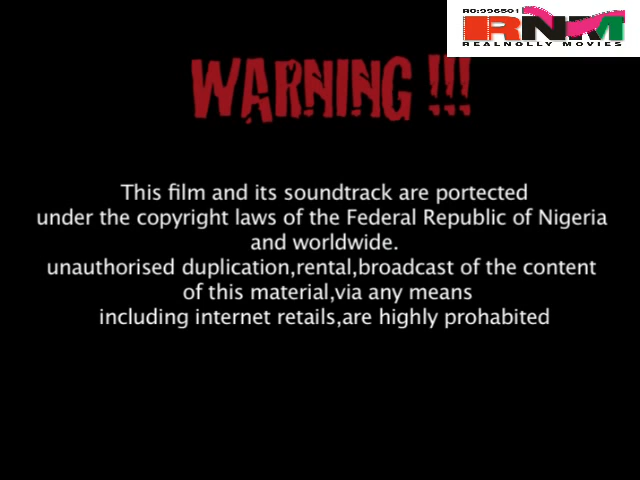 RC:996501
RNM
REALNOLLY MOVIES
WARNING !!!
This film and its soundtrack are portected
under the copyright laws of the Federal Republic of Nigeria
and worldwide.
unauthorised duplication,rental,broadcast of the content
of this material,via any means
including internet retails,are highly prohabited